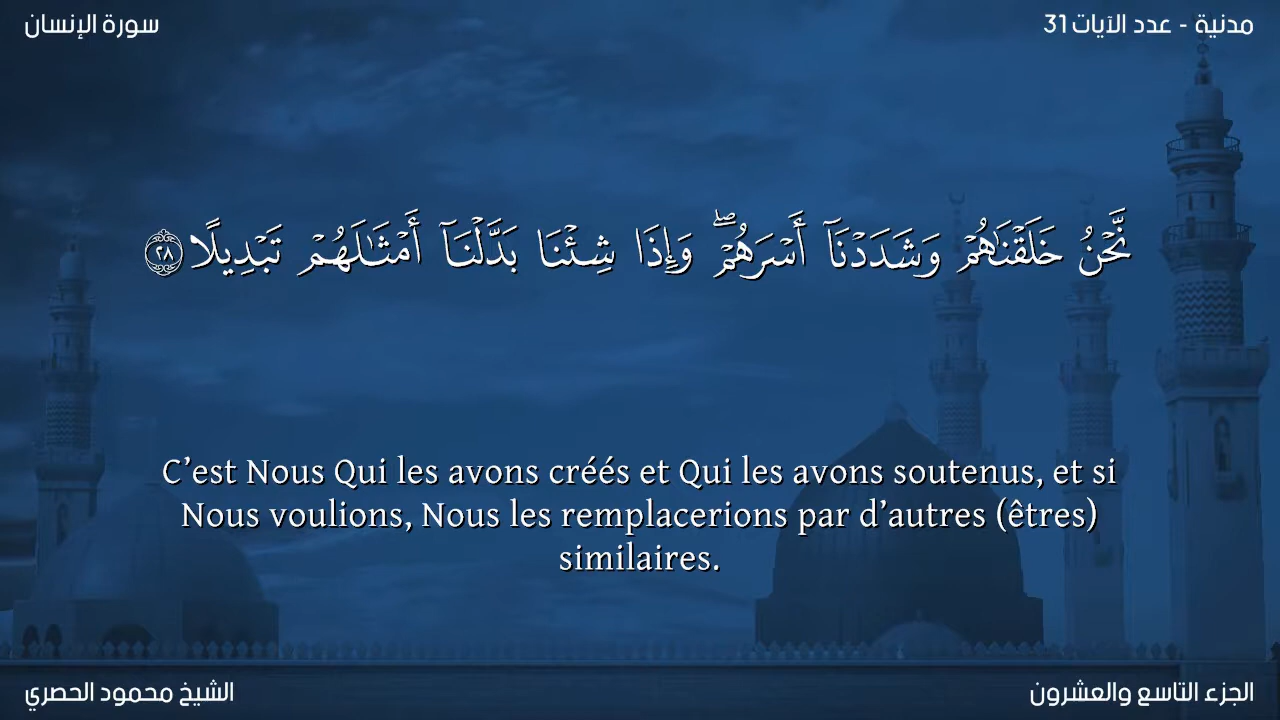 سورة الإنسان
مدنية - عدد الآيات 31
نَّحْنُ خَلَقْنَٰهُمْ وَشَدَدْنَآ أَسْرَهُمْ ۖ وَإِذَا شِئْنَا بَدَّلْنَآ أَمْثَٰلَهُمْ تَبْدِيلًا ٢٨
C’est Nous Qui les avons créés et Qui les avons soutenus, et si
Nous voulions, Nous les remplacerions par d’autres (êtres)
similaires.
الشيخ محمود الحصري
الجزء التاسع والعشرون